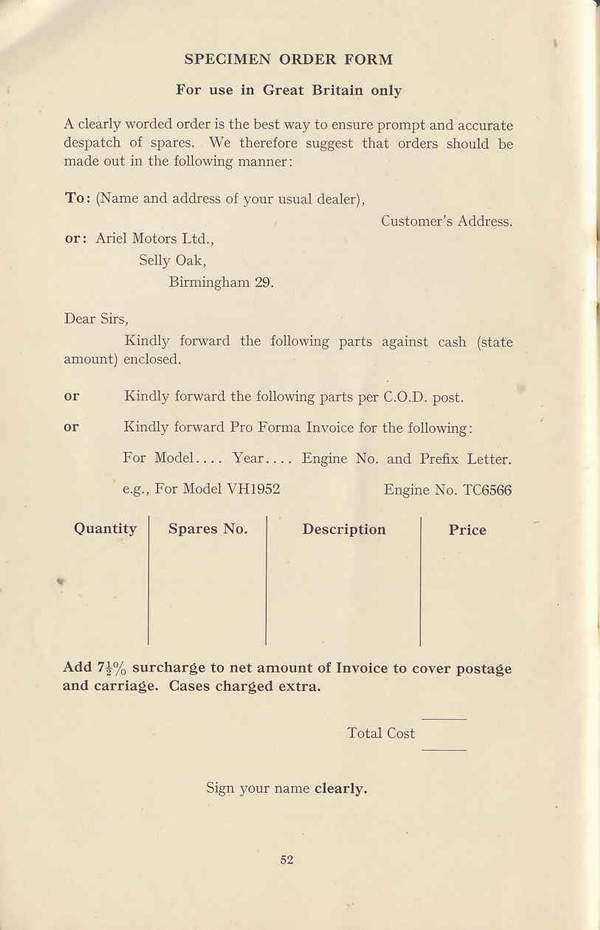 SPECIMEN ORDER FORM
For use in Great Britain only
A clearly worded order is the best way to ensure prompt and accurate
despatch of spares. We therefore suggest that orders should be
made out in the following manner:
To: (Name and address of your usual dealer),
Customer's Address.
or: Ariel Motors Ltd.,
Selly Oak,
Birmingham 29.
Dear Sirs,
Kindly forward the following parts against cash (state
amount) enclosed.
or Kindly forward the following parts per C.O.D. post.
or Kindly forward Pro Forma Invoice for the following:
For Model.... Year.... Engine No. and Prefix Letter.
e.g., For Model VH1952 Engine No. TC6566
Quantity Spares No. Description Price
Add 7½% surcharge to net amount of Invoice to cover postage
and carriage. Cases charged extra.
Total Cost
Sign your name clearly.
52